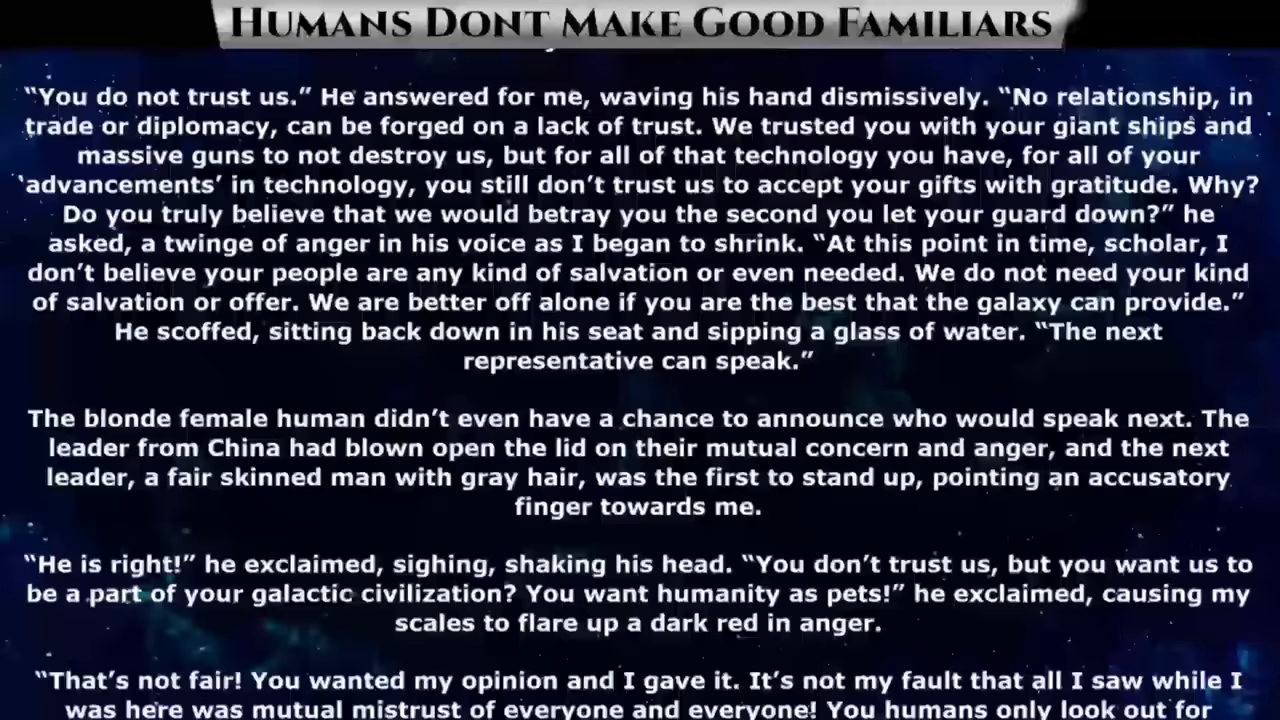 HUMANS DONT MAKE GOOD FAMILIARS
“You do not trust us.” He answered for me, waving his hand dismissively. “No relationship, in
trade or diplomacy, can be forged on a lack of trust. We trusted you with your giant ships and
massive guns to not destroy us, but for all of that technology you have, for all of your
‘advancements’ in technology, you still don’t trust us to accept your gifts with gratitude. Why?
Do you truly believe that we would betray you the second you let your guard down?” he
asked, a twinge of anger in his voice as I began to shrink. “At this point in time, scholar, I
don’t believe your people are any kind of salvation or even needed. We do not need your kind
of salvation or offer. We are better off alone if you are the best that the galaxy can provide.”
He scoffed, sitting back down in his seat and sipping a glass of water. “The next
representative can speak.”
The blonde female human didn’t even have a chance to announce who would speak next. The
leader from China had blown open the lid on their mutual concern and anger, and the next
leader, a fair skinned man with gray hair, was the first to stand up, pointing an accusatory
finger towards me.
“He is right!” he exclaimed, sighing, shaking his head. “You don’t trust us, but you want us to
be a part of your galactic civilization? You want humanity as pets!” he exclaimed, causing my
scales to flare up a dark red in anger.
“That’s not fair! You wanted my opinion and I gave it. It’s not my fault that all I saw while I
was here was mutual mistrust of everyone and everyone! You humans only look out for